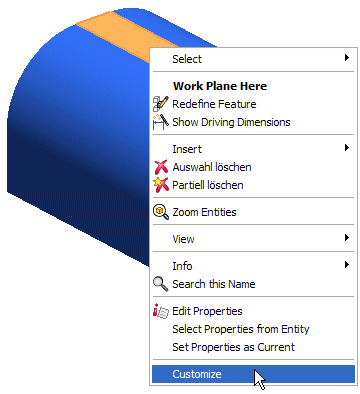 Select
Work Plane Here
Redefine Feature
Show Driving Dimensions
Insert
Auswahl löschen
Partiell löschen
Zoom Entities
View
Info
Search this Name
Edit Properties
Select Properties from Entity
Set Properties as Current
Customize